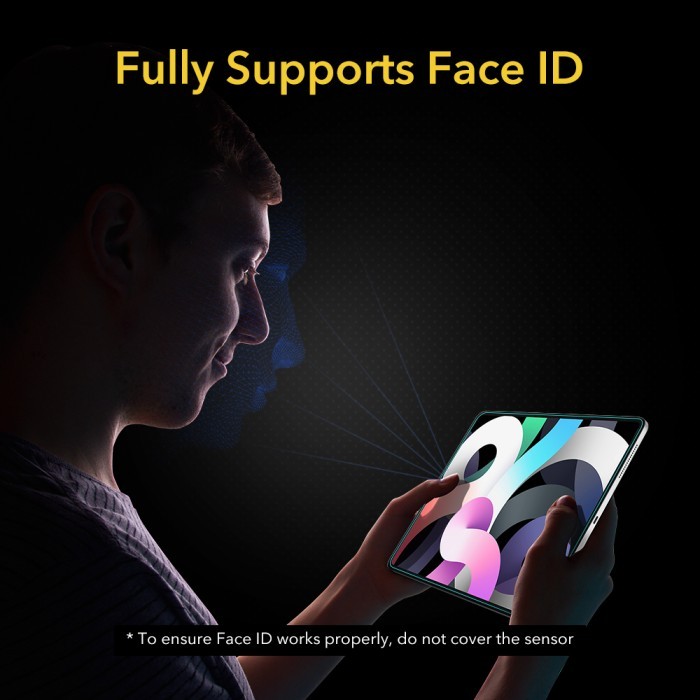 Fully Supports Face ID
* To ensure Face ID works properly, do not cover the sensor